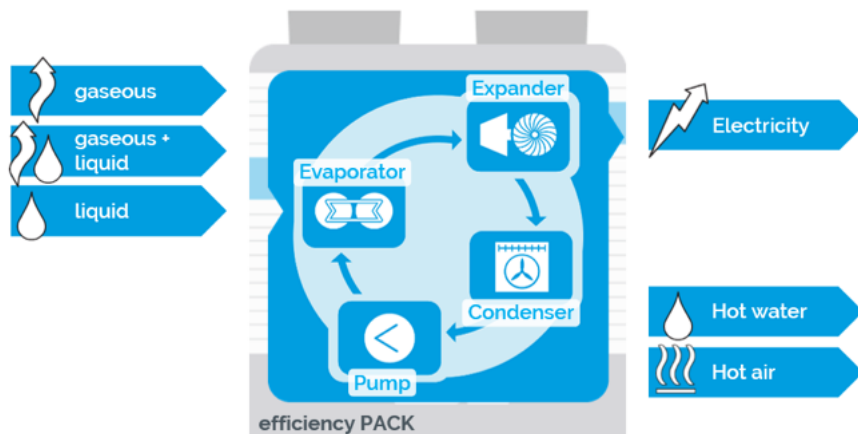 gaseous
gaseous +
liquid
liquid
Expander
Evaporator
Condenser
Pump
Electricity
Hot water
Hot air
efficiency PACK